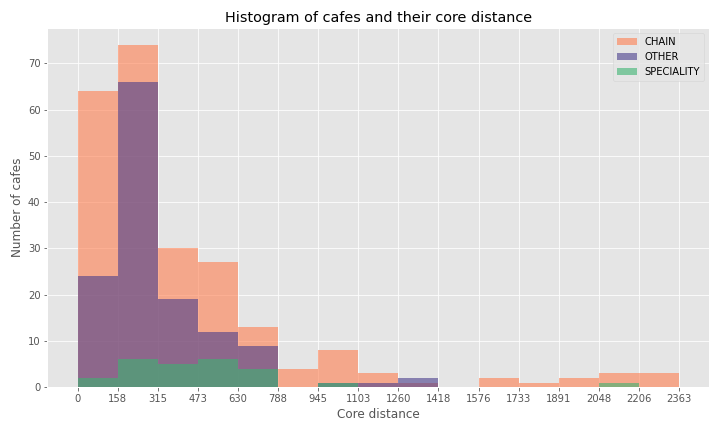 Histogram of cafes and their core distance
CHAIN
OTHER
SPECIALITY
Number of cafes
70
60
50
40
30
20
10
0
0 158 315 473 630 788 945 1103 1260 1418 1576 1733 1891 2048 2206 2363
Core distance